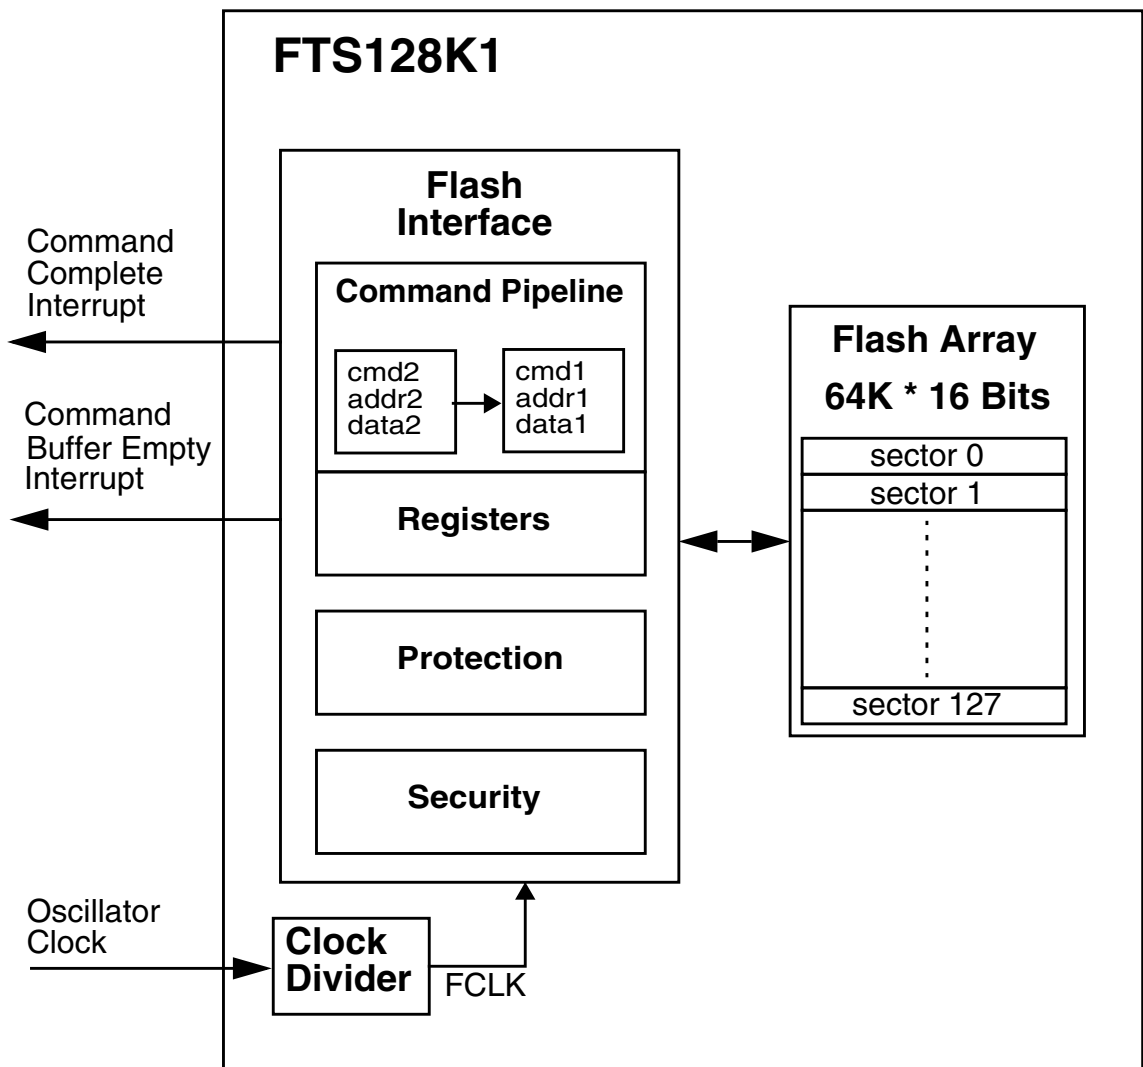 FTS128K1
Flash
Interface
Command
Complete
Interrupt
Command Pipeline
cmd2
addr2
data2
cmd1
addr1
data1
Command
Buffer Empty
Interrupt
Registers
Protection
Security
Flash Array
64K * 16 Bits
sector 0
sector 1
sector 127
Oscillator
Clock
Clock
Divider
FCLK